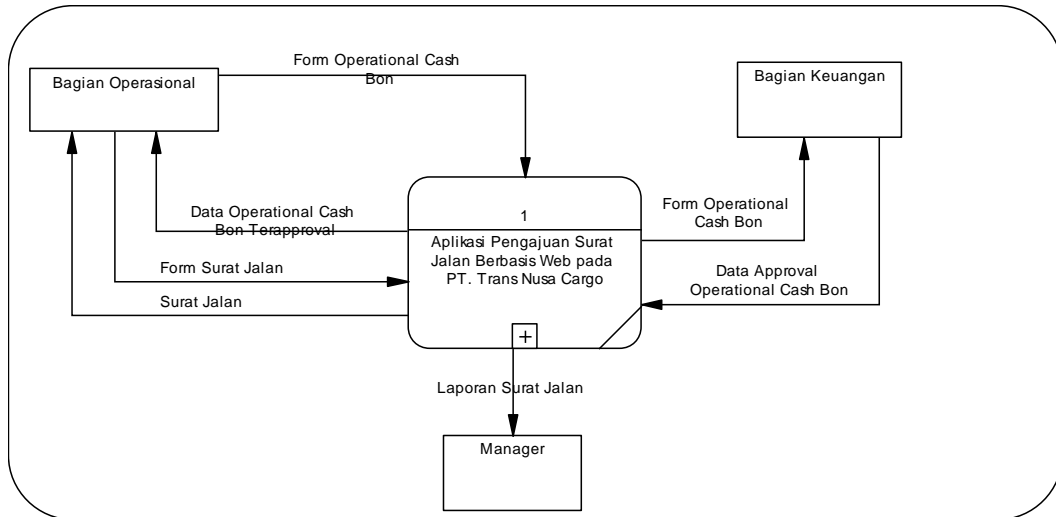 Form Operational Cash
Bon
Bagian Operasional
Bagian Keuangan
1
Data Operational Cash
Bon Terapproval
Form Operational
Cash Bon
Aplikasi Pengajuan Surat
Jalan Berbasis Web pada
PT. Trans Nusa Cargo
Form Surat Jalan
Data Approval
Operational Cash Bon
Surat Jalan
+
Laporan Surat Jalan
Manager